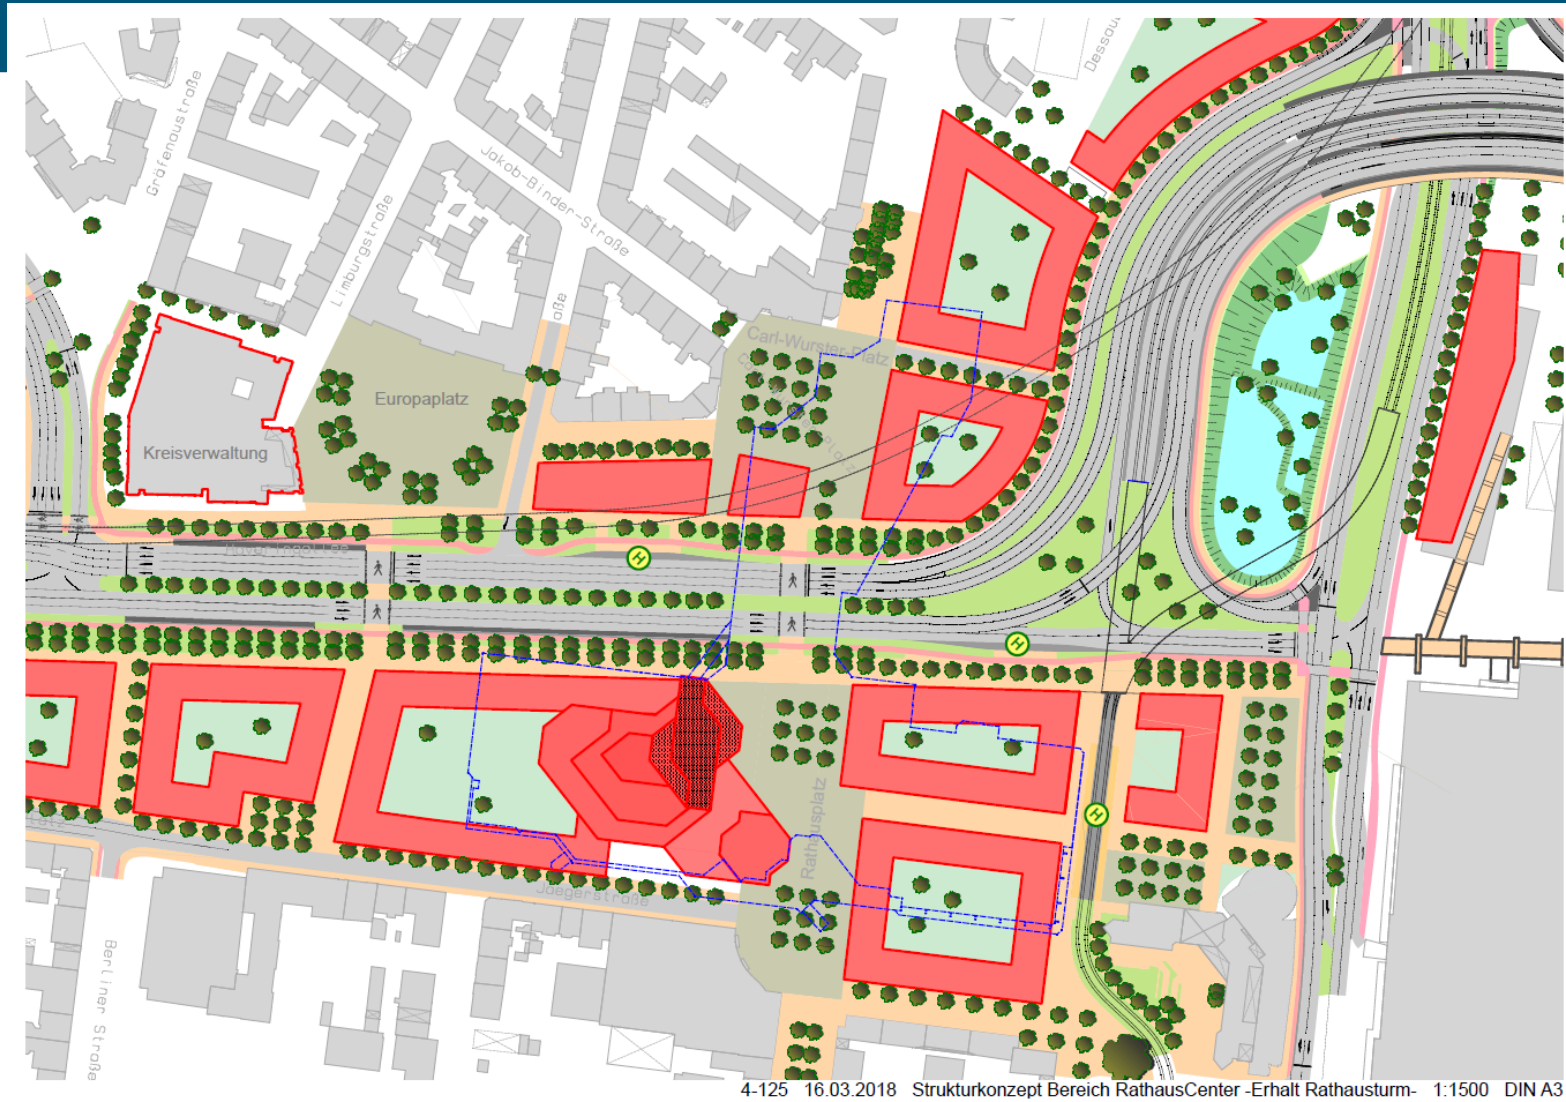 Gräfenaustraße
Limburgstraße
Jakob-Binder-Straße
aße
Dessau
Carl-Wurster-Platz
Europaplatz
Kreisverwaltung
H
H
H
Rathausplatz
Jaegerstraße
Berliner Straße
4-125 16.03.2018 Strukturkonzept Bereich RathausCenter -Erhalt Rathausturm- 1:1500 DIN A3